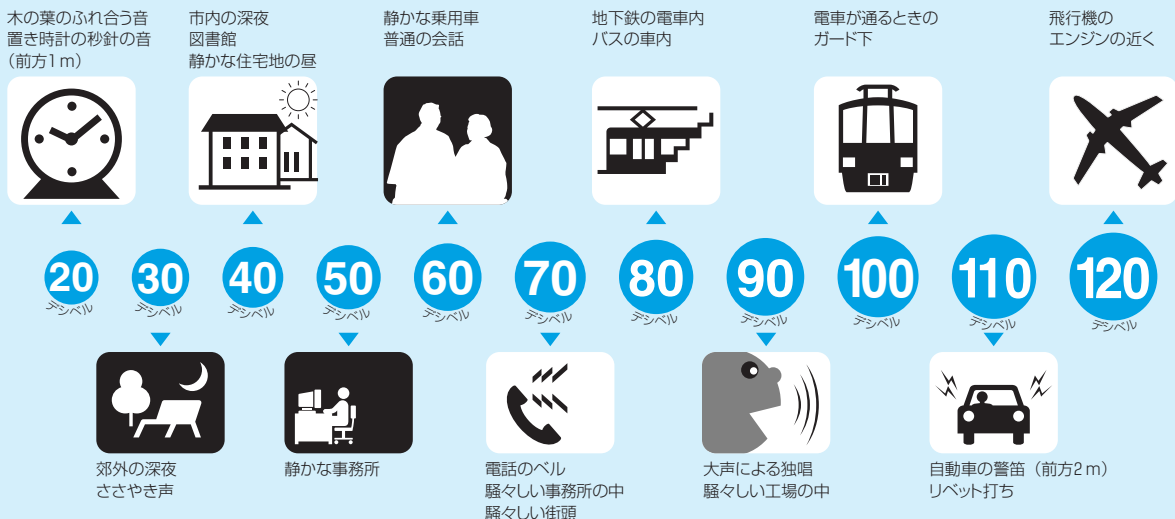 木の葉のふれ合う音
置き時計の秒針の音
（前方1m）
市内の深夜
図書館
静かな住宅地の昼
静かな乗用車
普通の会話
地下鉄の電車内
バスの車内
電車が通るときの
ガード下
飛行機の
エンジンの近く
20
デシベル
30
デシベル
40
デシベル
50
デシベル
60
デシベル
70
デシベル
80
デシベル
90
デシベル
100
デシベル
110
デシベル
120
デシベル
郊外の深夜
ささやき声
静かな事務所
電話のベル
騒々しい事務所の中
騒々しい街頭
大声による独唱
騒々しい工場の中
自動車の警笛（前方2m）
リベット打ち